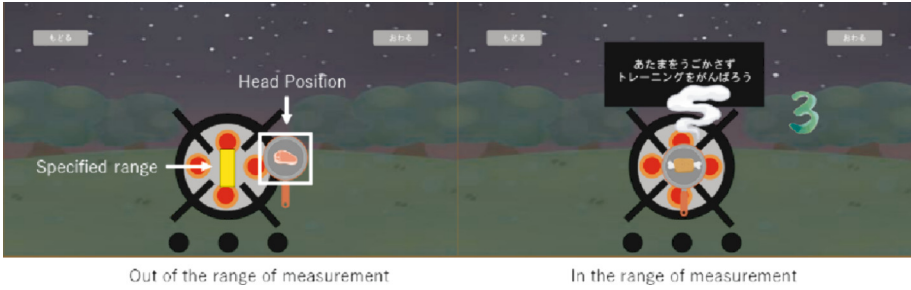 もどる
おわる
Head Position
Specified range
もどる
おわる
あたまをうごかさず
トレーニングをがんばろう
3
Out of the range of measurement
In the range of measurement